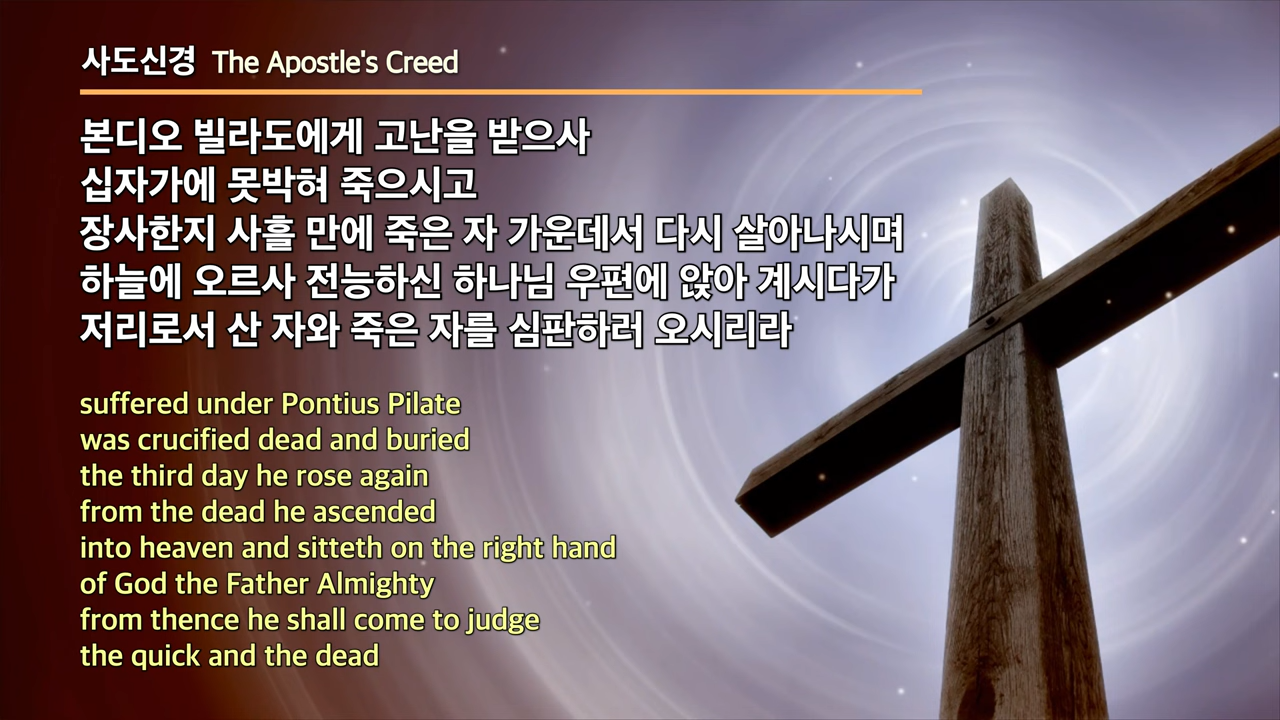 사도신경 The Apostle's Creed
본디오 빌라도에게 고난을 받으사
십자가에 못박혀 죽으시고
장사한지 사흘 만에 죽은 자 가운데서 다시 살아나시며
하늘에 오르사 전능하신 하나님 우편에 앉아 계시다가
저리로서 산 자와 죽은 자를 심판하러 오시리라
suffered under Pontius Pilate
was crucified dead and buried
the third day he rose again
from the dead he ascended
into heaven and sitteth on the right hand
of God the Father Almighty
from thence he shall come to judge
the quick and the dead